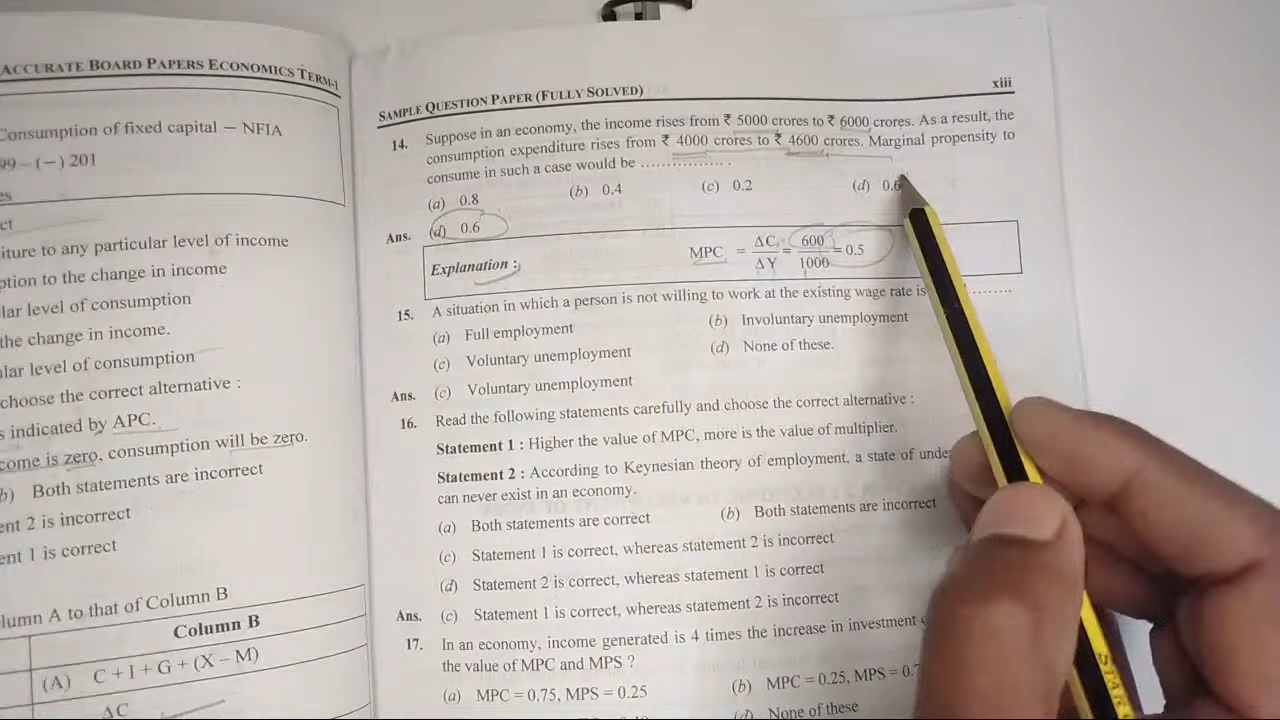 ACCURATE BOARD PAPERS ECONOMICS TERM-1
Consumption of fixed capital – NFIA
99 – (–) 201
es
ct
iture to any particular level of income
ption to the change in income
lar level of consumption
the change in income.
ular level of consumption
choose the correct alternative :
s indicated by APC.
come is zero, consumption will be zero.
b) Both statements are incorrect
ent 2 is incorrect
ent 1 is correct
olumn A to that of Column B
Column B
(A) C + I + G + (X – M)
ΔC
SAMPLE QUESTION PAPER (FULLY SOLVED) xiii
14. Suppose in an economy, the income rises from ₹ 5000 crores to ₹ 6000 crores. As a result, the
consumption expenditure rises from ₹ 4000 crores to ₹ 4600 crores. Marginal propensity to
consume in such a case would be .................. .
(a) 0.8 (b) 0.4 (c) 0.2 (d) 0.6
Ans. (d) 0.6
Explanation : MPC = ΔC/ΔY = 600/1000 = 0.5
15. A situation in which a person is not willing to work at the existing wage rate is ........
(a) Full employment (b) Involuntary unemployment
(c) Voluntary unemployment (d) None of these.
Ans. (c) Voluntary unemployment
16. Read the following statements carefully and choose the correct alternative :
Statement 1 : Higher the value of MPC, more is the value of multiplier.
Statement 2 : According to Keynesian theory of employment, a state of unde
can never exist in an economy.
(a) Both statements are correct (b) Both statements are incorrect
(c) Statement 1 is correct, whereas statement 2 is incorrect
(d) Statement 2 is correct, whereas statement 1 is correct
Ans. (c) Statement 1 is correct, whereas statement 2 is incorrect
17. In an economy, income generated is 4 times the increase in investment
the value of MPC and MPS ?
(a) MPC = 0.75, MPS = 0.25 (b) MPC = 0.25, MPS = 0.7
(d) None of these
STAR